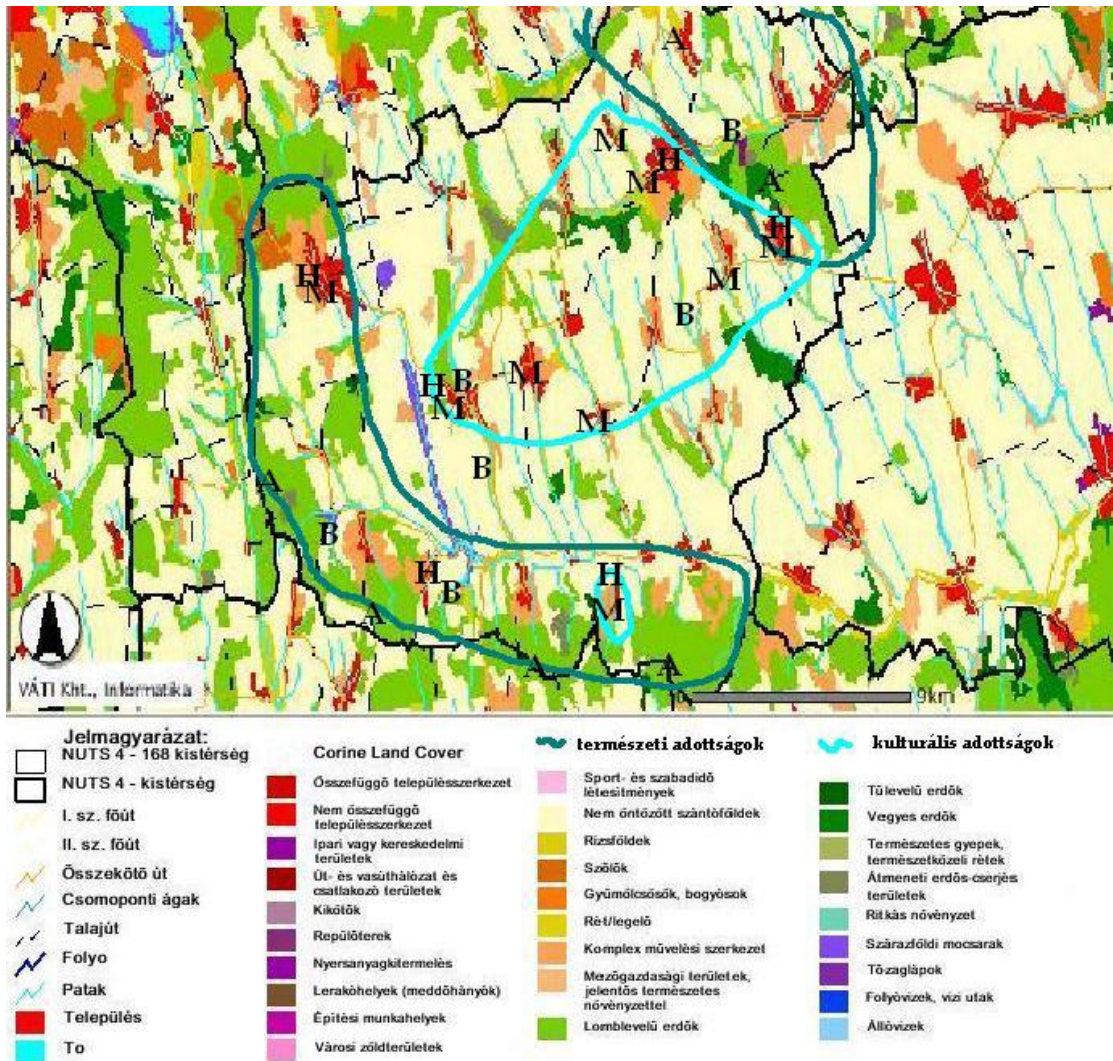 A
B
M
H
A
M
H
M
H
M
M
B
H
B
M
M
M
B
A
B
H
H
B
M
A
A
A
VÁTI Kht., Informatika
9km
Jelmagyarázat:
NUTS 4 - 168 kistérség
NUTS 4 - kistérség
I. sz. főút
II. sz. főút
Összekötő út
Csomoponti ágak
Talajút
Folyo
Patak
Település
To
Corine Land Cover
Összefüggő településszerkezet
Nem összefüggő
településszerkezet
Ipari vagy kereskedelmi
területek
Út- és vasúthálózat és
csatlakozó területek
Kikötők
Repülőterek
Nyersanyagkitermelés
Lerakóhelyek (meddőhányók)
Építési munkahelyek
Városi zöldterületek
természeti adottságok
Sport- és szabadidő
létesítmények
Nem öntözött szántóföldek
Rizsföldek
Szőlők
Gyümölcsösök, bogyósok
Rét/legelő
Komplex művelési szerkezet
Mezőgazdasági területek,
jelentős természetes
növényzettel
Lomblevelű erdők
kulturális adottságok
Tűlevelű erdők
Vegyes erdők
Természetes gyepek,
természetközeli rétek
Átmeneti erdős-cserjés
területek
Ritkás növényzet
Szárazföldi mocsarak
Tőzeglápok
Folyóvizek, vízi utak
Állóvizek